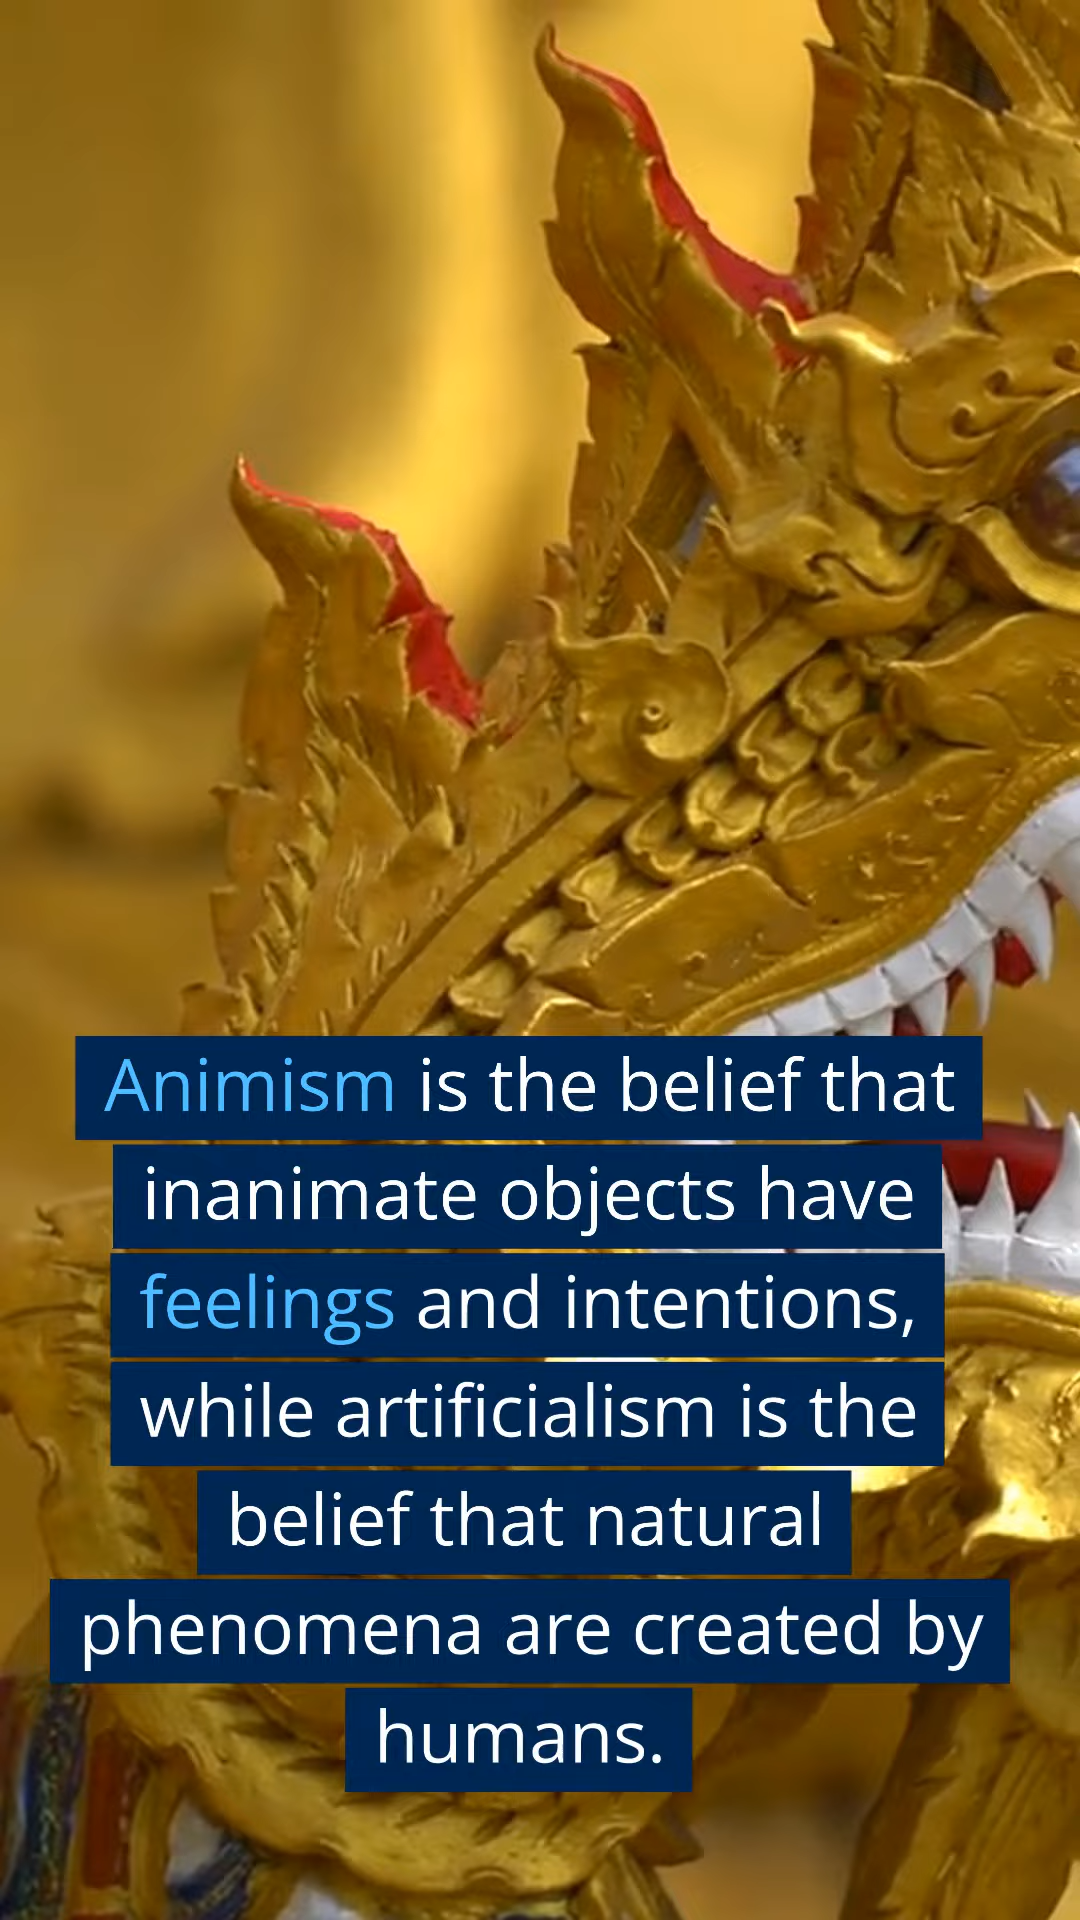 Animism is the belief that
inanimate objects have
feelings and intentions,
while artificialism is the
belief that natural
phenomena are created by
humans.